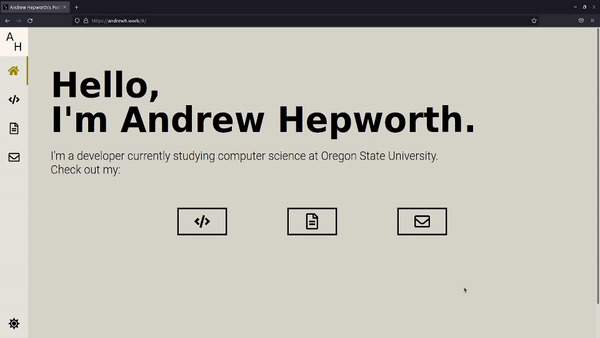 Andrew Hepworth's Port
https://andrewh.work/#/
A
H
Hello,
I'm Andrew Hepworth.
I'm a developer currently studying computer science at Oregon State University.
Check out my: